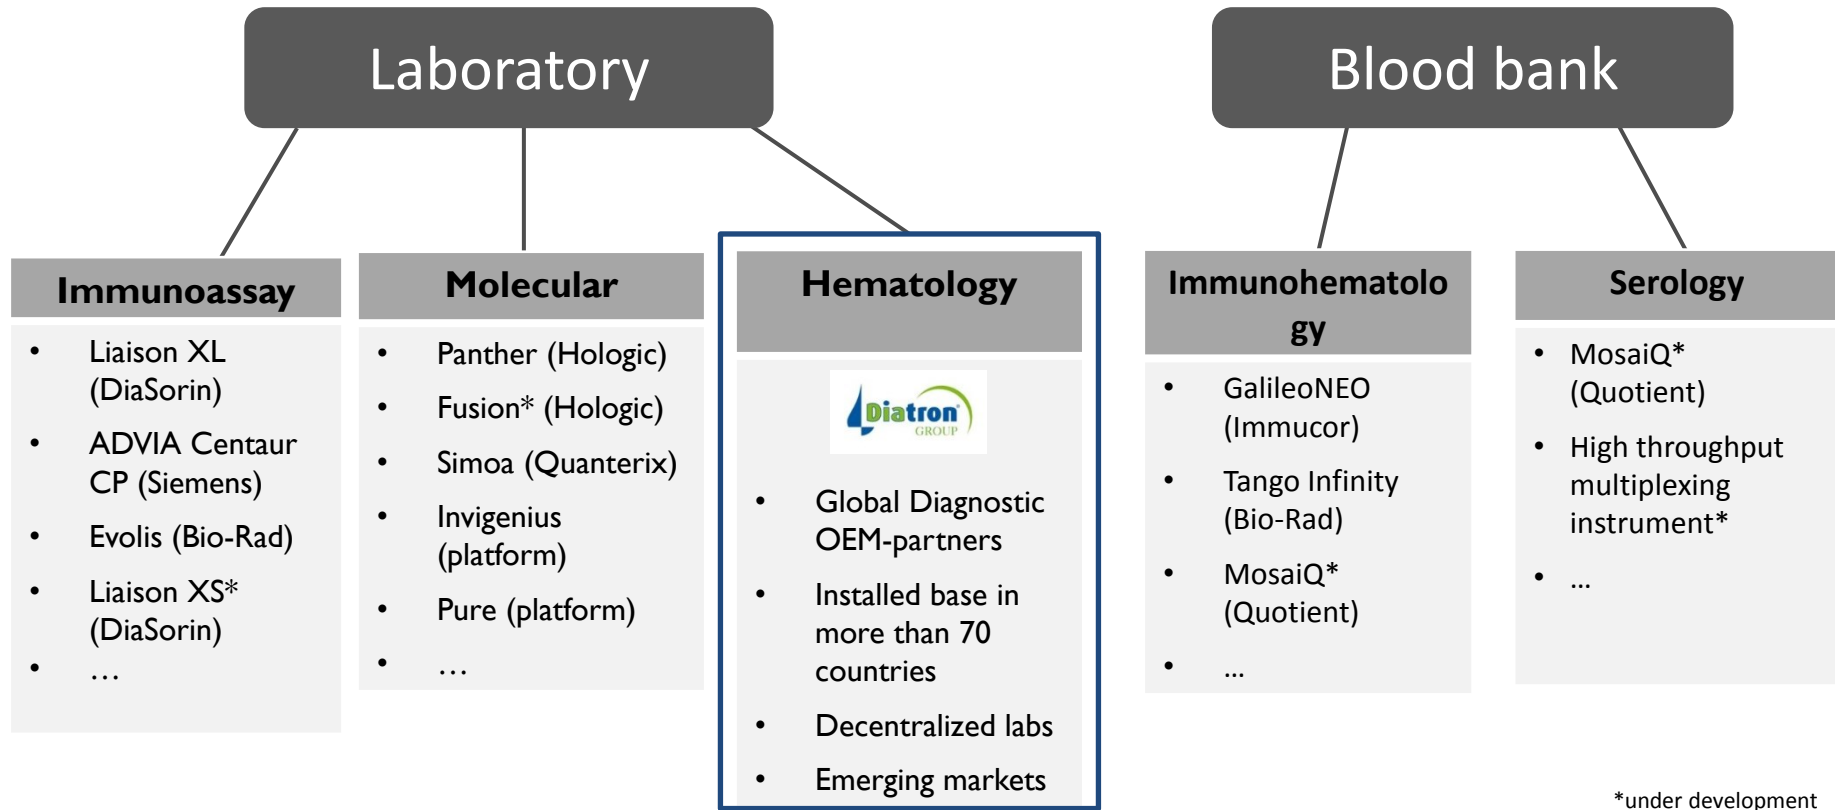 Laboratory
Blood bank
Immunoassay
• Liaison XL
(DiaSorin)
• ADVIA Centaur
CP (Siemens)
• Evolis (Bio-Rad)
• Liaison XS*
(DiaSorin)
• …
Molecular
• Panther (Hologic)
• Fusion* (Hologic)
• Simoa (Quanterix)
• Invigenius
(platform)
• Pure (platform)
• …
Hematology
Diatron
GROUP
• Global Diagnostic
OEM-partners
• Installed base in
more than 70
countries
• Decentralized labs
• Emerging markets
Immunohematolo
gy
• GalileoNEO
(Immucor)
• Tango Infinity
(Bio-Rad)
• MosaiQ*
(Quotient)
• …
Serology
• MosaiQ*
(Quotient)
• High throughput
multiplexing
instrument*
• …
*under development